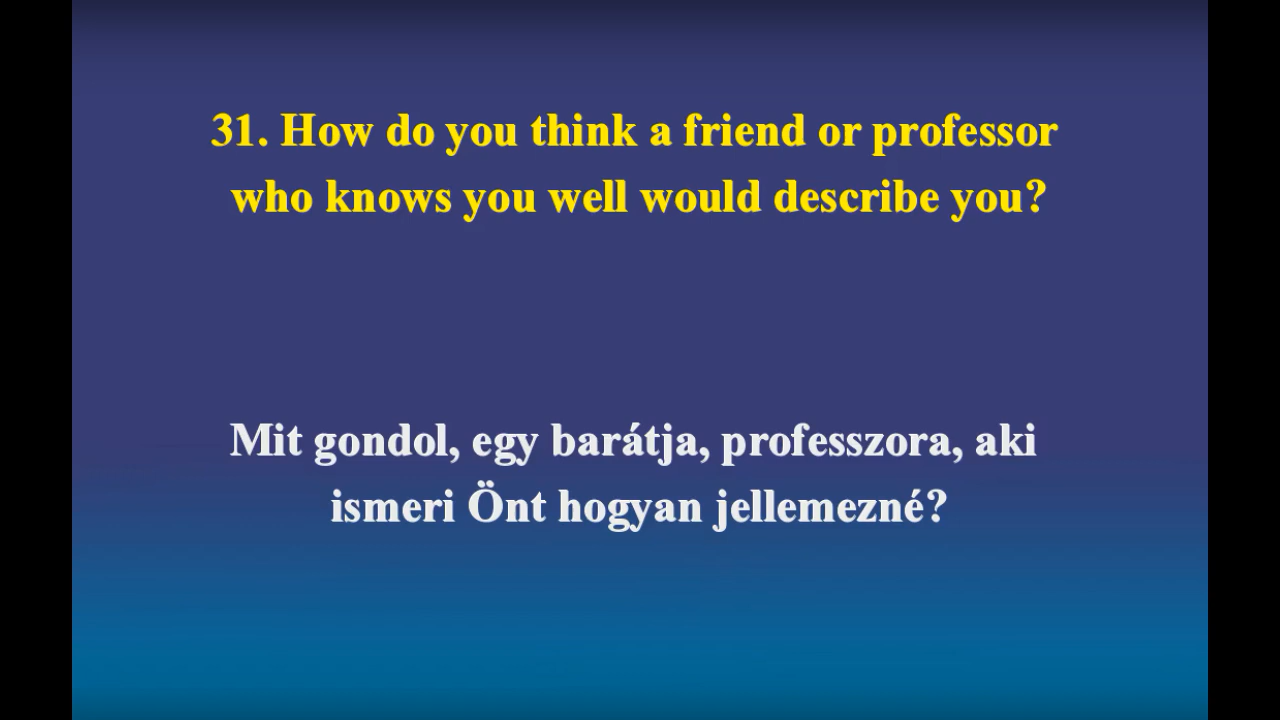 31. How do you think a friend or professor
who knows you well would describe you?
Mit gondol, egy barátja, professzora, aki
ismeri Önt hogyan jellemezné?